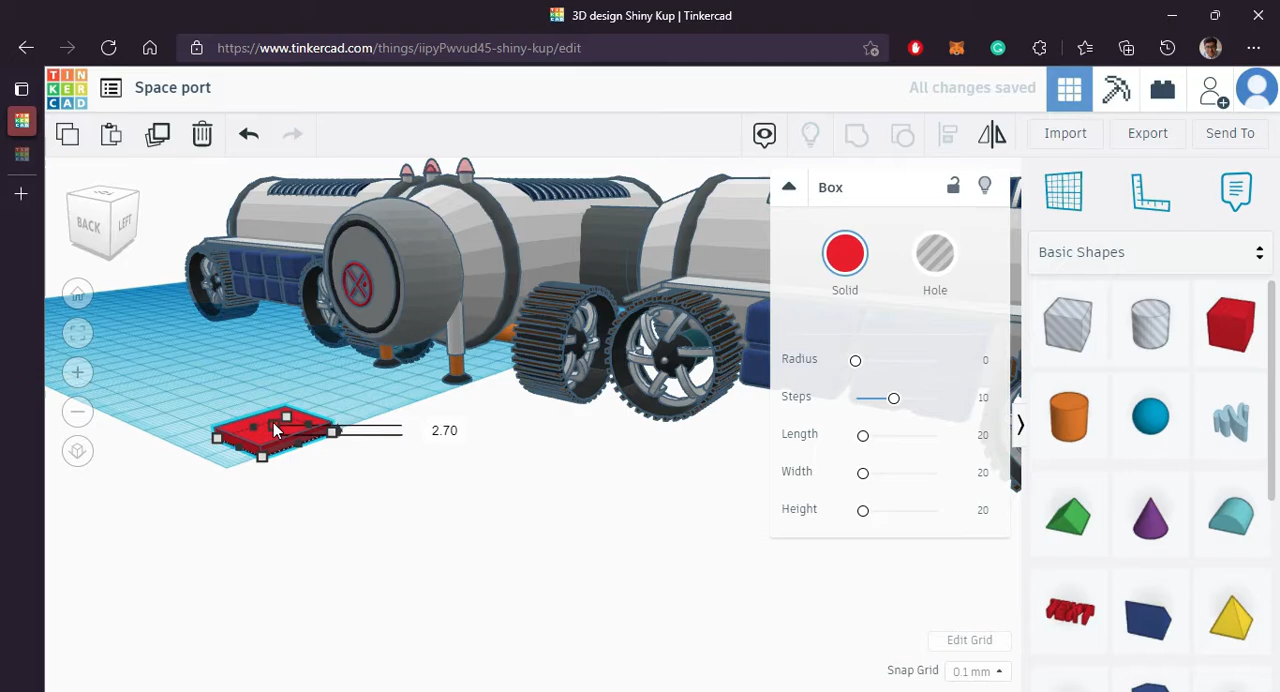 3D design Shiny Kup | Tinkercad
https://www.tinkercad.com/things/iipyPwvud45-shiny-kup/edit
TIN
KER
CAD
Space port
All changes saved
Import
Export
Send To
TOP
BACK
LEFT
Box
Solid
Hole
Radius 0
Steps 10
Length 20
Width 20
Height 20
2.70
Basic Shapes
TEXT
Edit Grid
Snap Grid 0.1 mm